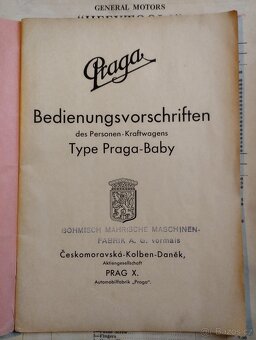 GENERAL MOTORS
Praga
Bedienungsvorschriften
des Personen-Kraftwagens
Type Praga-Baby
BÖHMISCH MÄHRISCHE MASCHINEN-
FABRIK A. G. vormals
Českomoravská-Kolben-Daněk,
Aktiengesellschaft
PRAG X.
Automobilfabrik „Praga".